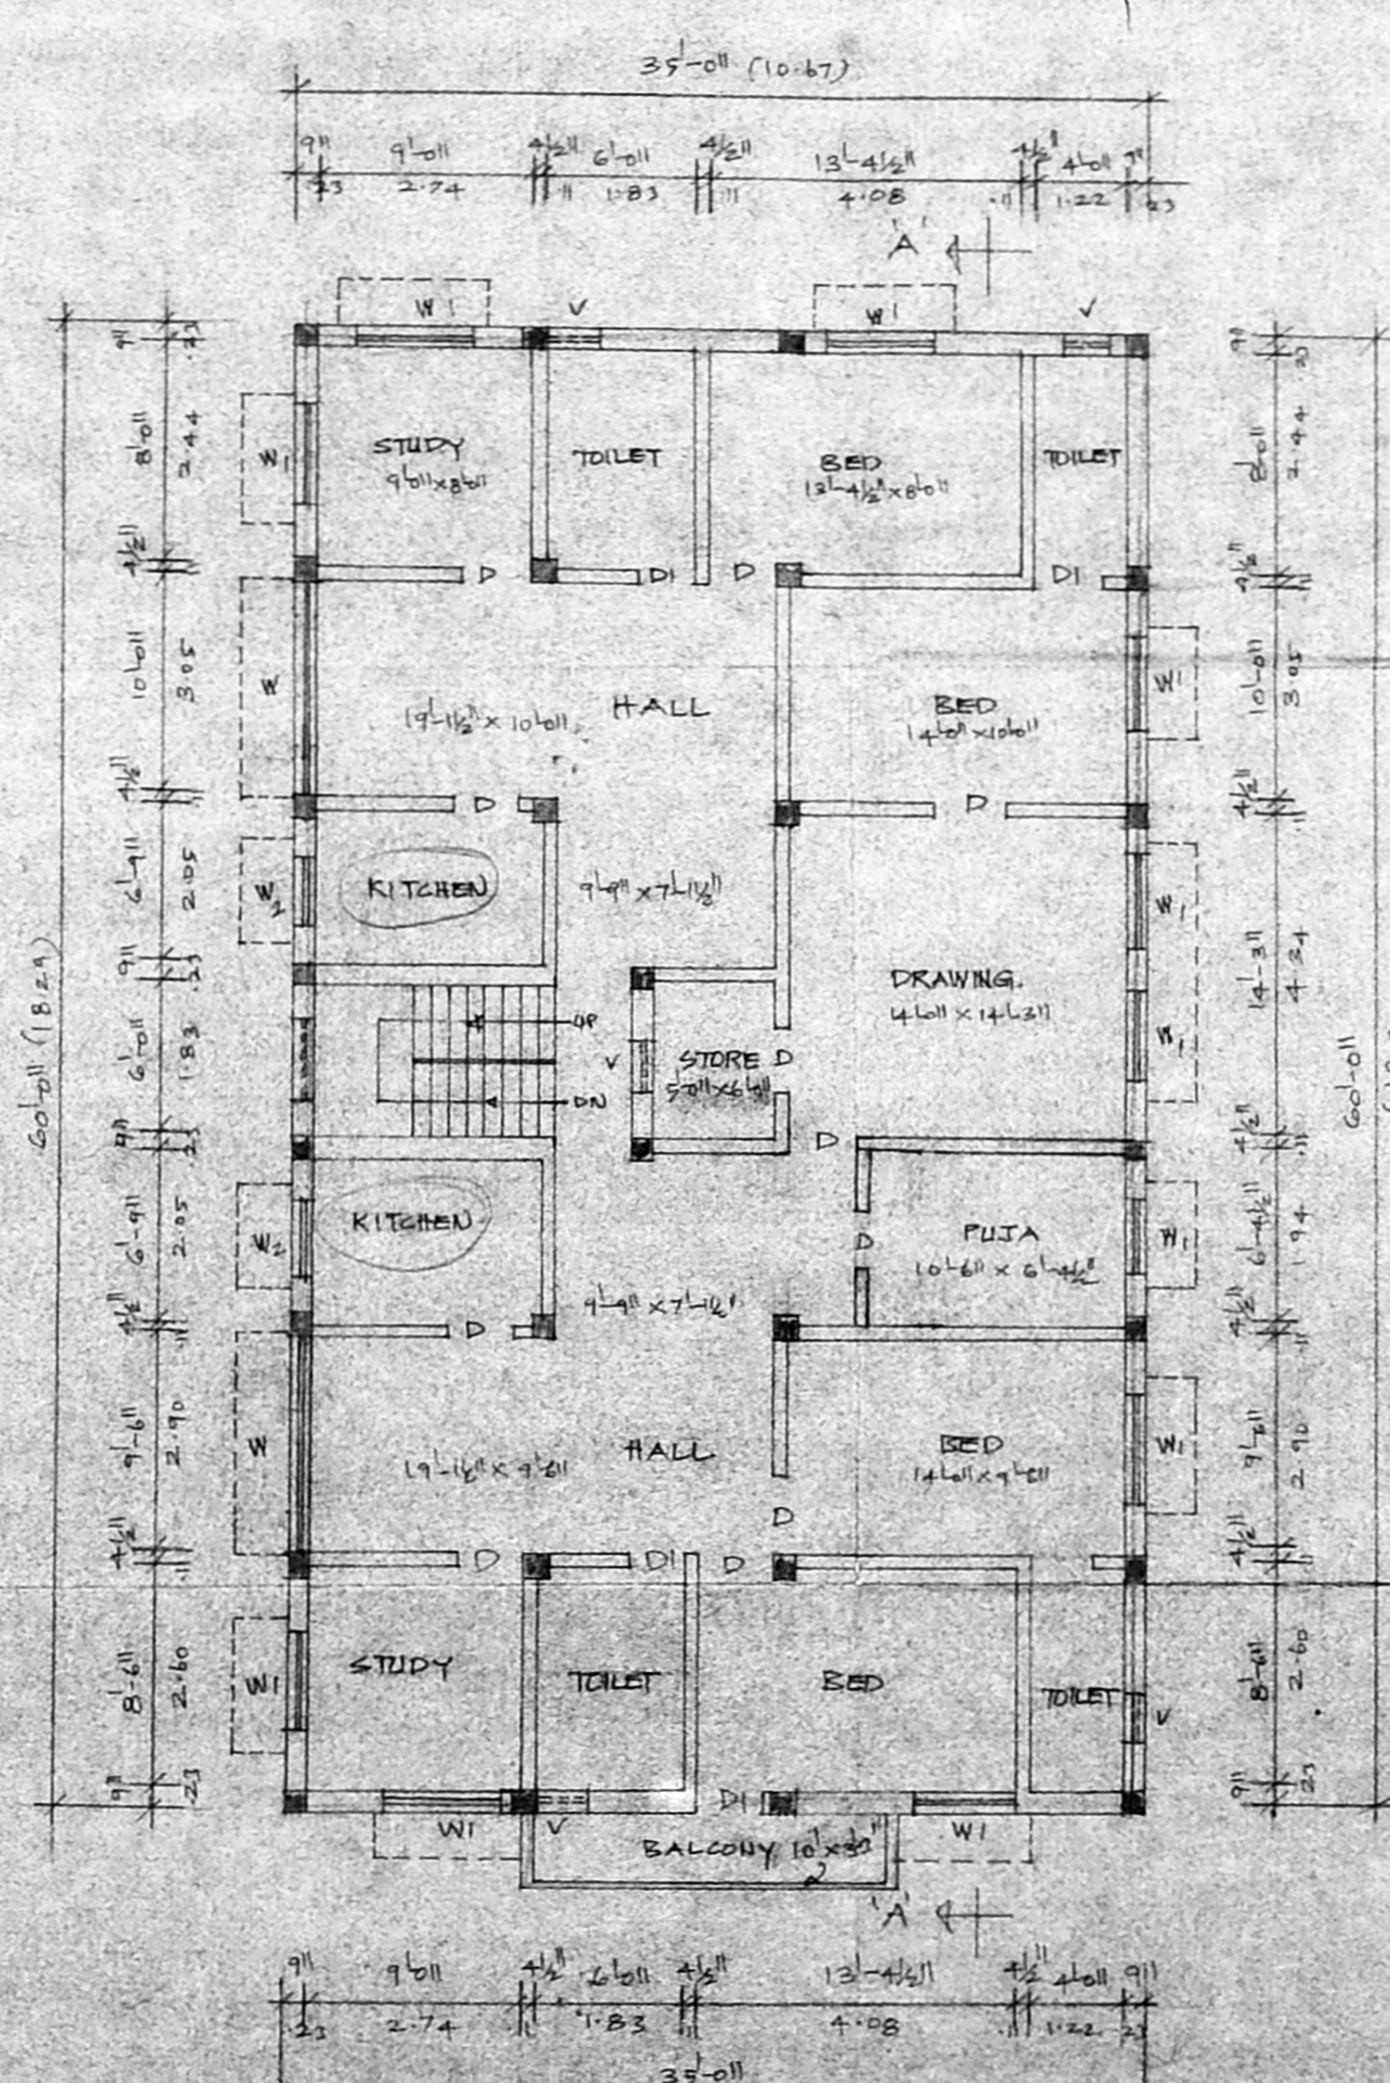 35'-0" (10.67)
9" 9'-0" 4½" 6'-0" 4½" 13'-4½" 4½" 4'-0" 9"
.23 2.74 .11 1.83 .11 4.08 .11 1.22 .23
'A'
W1 V W1 V
9" .23 9" .23
8'-0" 2.44 W1 STUDY TOILET BED TOILET 8'-0" 2.44
9'-0"x8'-0" 13'-4½"x8'-0"
4½" D D1 D D1 4½"
10'-0" 3.05 W HALL BED W1 10'-0" 3.05
19'-1½" x 10'-0" 14'-0"x10'-0"
4½" D D 4½" .11
6'-9" 2.05 W2 KITCHEN 9'-9" x 7'-1½" W1
9" .23 DRAWING. 14'-3" 4.34
14'-0" x 14'-3"
UP W1
6'-0" 1.83 V STORE D
5'-0"x6'-0"
DN
60'-0" (18.29) 60'-0"
9" .23 D 4½" .11
6'-9" 2.05 W2 KITCHEN D PUJA W1 6'-4½" 1.94
10'-6" x 6'-4½"
9'-9" x 7'-1½"
4½" .11 D 4½" .11
9'-6" 2.90 W HALL BED W1 9'-6" 2.90
19'-1½" x 9'-6" 14'-0"x9'-6"
D
4½" .11 D D1 D 4½" .11
8'-6" 2.60 W1 STUDY TOILET BED TOILET V 8'-6" 2.60
9" .23 D1 9" .23
W1 V W1
BALCONY 10'x3'
'A'
9" 9'-0" 4½" 6'-0" 4½" 13'-4½" 4½" 4'-0" 9"
.23 2.74 .11 1.83 .11 4.08 .11 1.22 .23
35'-0"